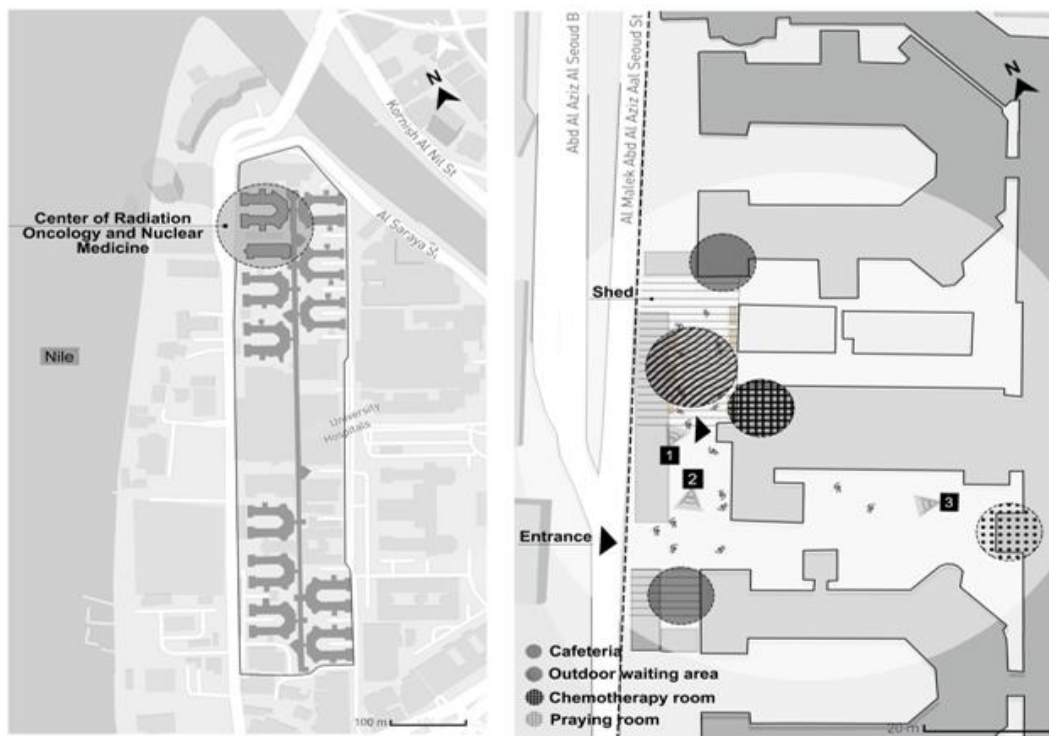 N
Kornish Al Nil St
Center of Radiation
Oncology and Nuclear
Medicine
Al Saraya St.
Nile
University
Hospitals
100 m
Abd Al Aziz Al Seoud B
Al Malek Abd Al Aziz Aal Seoud St
N
Shed
1
2
3
Entrance
Cafeteria
Outdoor waiting area
Chemotherapy room
Praying room
20 m